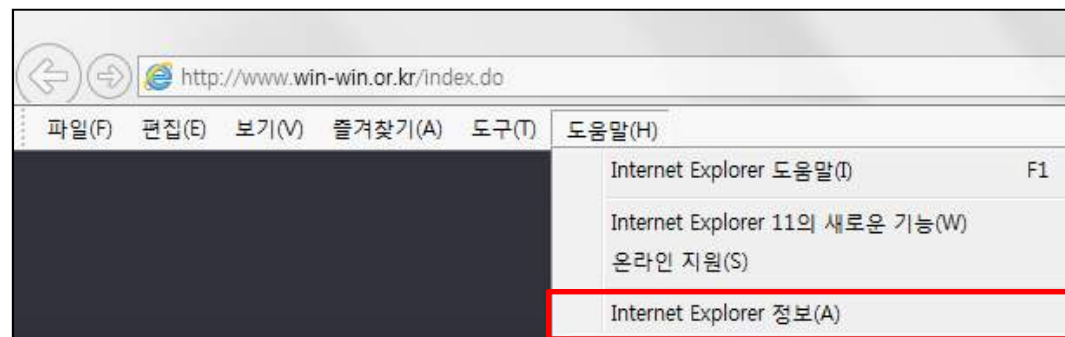 http://www.win-win.or.kr/index.do
파일(F) 편집(E) 보기(V) 즐겨찾기(A) 도구(T) 도움말(H)
Internet Explorer 도움말(I) F1
Internet Explorer 11의 새로운 기능(W)
온라인 지원(S)
Internet Explorer 정보(A)